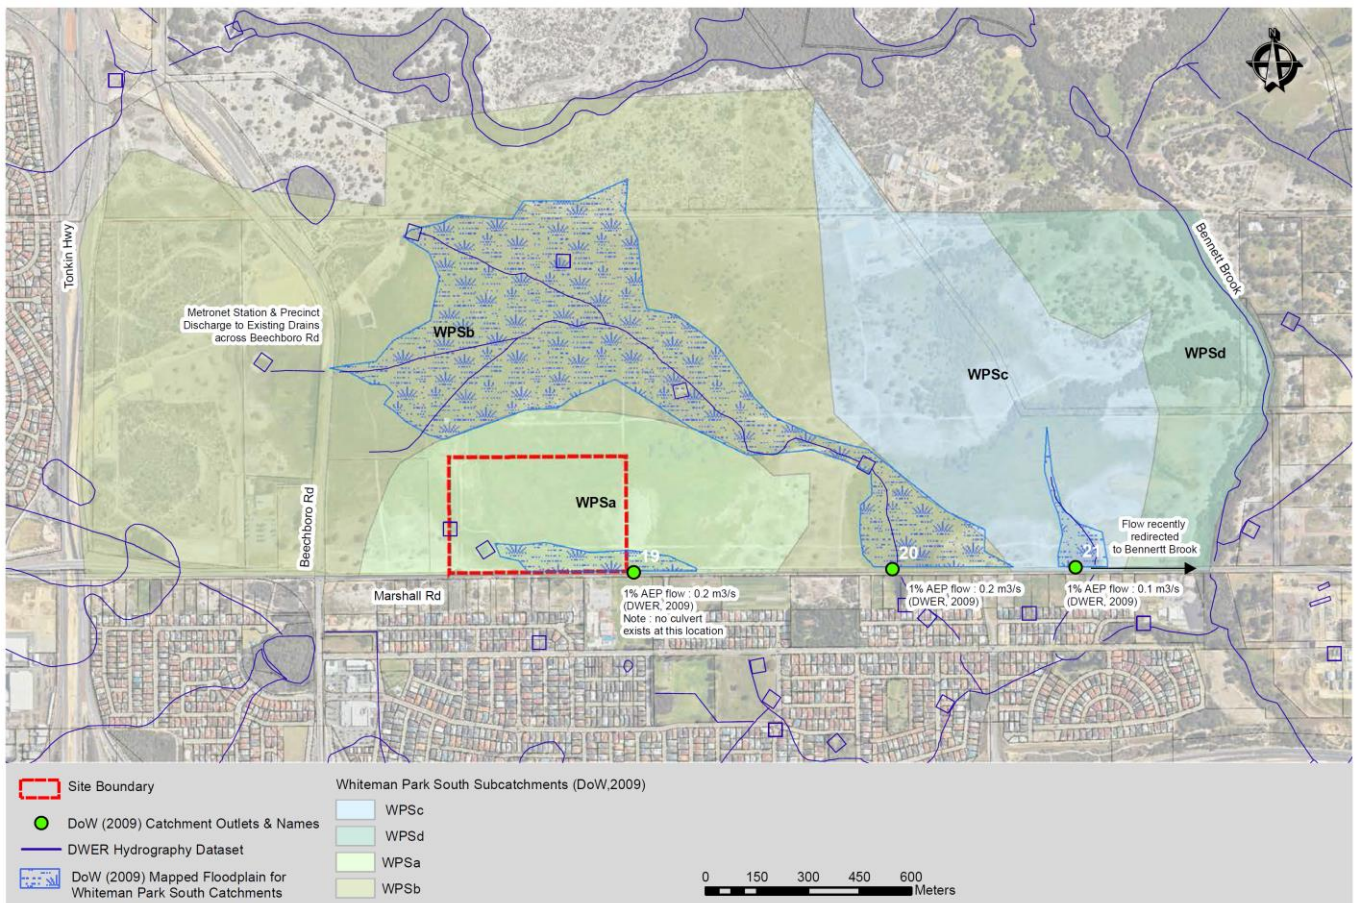 N
Tonkin Hwy
Bennett Brook
Metronet Station & Precinct
Discharge to Existing Drains
across Beechboro Rd
WPSb
WPSd
WPSc
WPSa
Beechboro Rd
Flow recently
redirected
to Bennertt Brook
19
20
21
Marshall Rd
1% AEP flow : 0.2 m3/s
(DWER, 2009)
Note : no culvert
exists at this location
1% AEP flow : 0.2 m3/s
(DWER, 2009)
1% AEP flow : 0.1 m3/s
(DWER, 2009)
Site Boundary
DoW (2009) Catchment Outlets & Names
DWER Hydrography Dataset
DoW (2009) Mapped Floodplain for
Whiteman Park South Catchments
Whiteman Park South Subcatchments (DoW,2009)
WPSc
WPSd
WPSa
WPSb
0 150 300 450 600
Meters